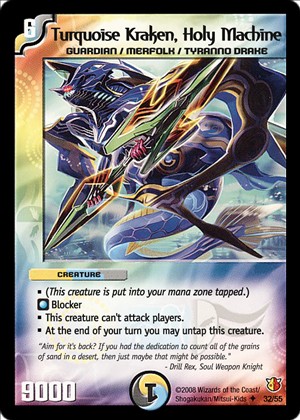 6
Turquoise Kraken, Holy Machine
GUARDIAN / MERFOLK / TYRANNO DRAKE
CREATURE
(This creature is put into your mana zone tapped.)
Blocker
This creature can't attack players.
At the end of your turn you may untap this creature.
"Aim for it's back? If you had the dedication to count all of the grains
of sand in a desert, then just maybe that might be possible."
- Drill Rex, Soul Weapon Knight
9000
1
©2008 Wizards of the Coast/
Shogakukan/Mitsui-Kids 32/55